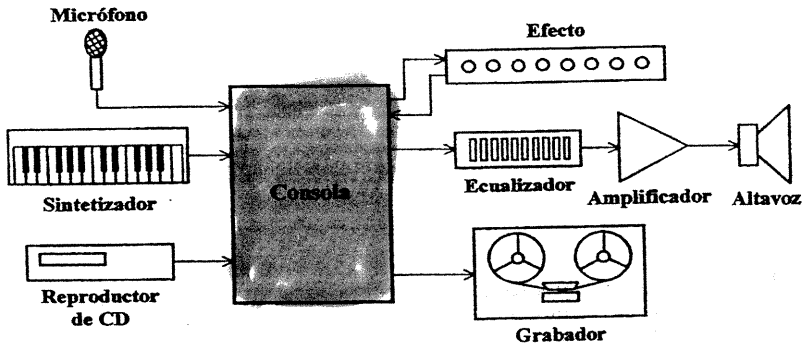 Micrófono
Efecto
Consola
Sintetizador
Ecualizador
Amplificador
Altavoz
Reproductor
de CD
Grabador